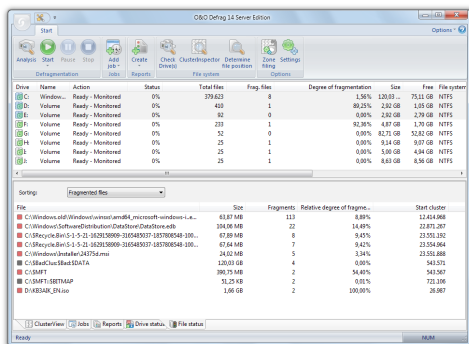 O&O Defrag 14 Server Edition
Start
Options
Analysis Start Pause Stop Add job Create Check Drive(s) ClusterInspector Determine file position Zone filing Settings
Defragmentation Jobs Reports File system Options
Drive Name Action Status Total files Frag. files Degree of fragmentation Size Free File system
C: Window... Ready - Monitored 0% 379.623 8 1,56% 120,03 ... 75,11 GB NTFS
D: Volume Ready - Monitored 0% 410 1 89,25% 2,92 GB 1,05 GB NTFS
E: Volume Ready - Monitored 0% 92 0 0,00% 2,92 GB 2,79 GB NTFS
F: Volume Ready - Monitored 0% 233 1 92,36% 4,87 GB 1,70 GB NTFS
G: Volume Ready - Monitored 0% 52 0 0,00% 82,71 GB 52,82 GB NTFS
H: Volume Ready - Monitored 0% 25 1 0,00% 9,14 GB 9,07 GB NTFS
I: Volume Ready - Monitored 0% 25 1 0,00% 5,00 GB 4,94 GB NTFS
J: Volume Ready - Monitored 0% 25 1 0,00% 8,63 GB 8,56 GB NTFS
Sorting: Fragmented files
File Size Fragments Relative degree of fragme... Start cluster
C:\Windows.old\Windows\winsxs\amd64_microsoft-windows-i..e... 63,87 MB 113 8,89% 12.414.968
C:\Windows\SoftwareDistribution\DataStore\DataStore.edb 104,06 MB 22 14,49% 22.871.267
C:\$Recycle.Bin\S-1-5-21-1629158909-3165485037-1857808548-100... 67,89 MB 8 9,45% 23.551.192
C:\$Recycle.Bin\S-1-5-21-1629158909-3165485037-1857808548-100... 67,64 MB 7 9,42% 23.554.964
C:\Windows\Installer\24375d.msi 24,02 MB 5 3,34% 23.551.888
C:\$BadClus:$Bad:$DATA 120,03 GB 4 0,00% 543.571
C:\$MFT 390,75 MB 2 54,40% 543.567
C:\$MFT::$BITMAP 51,25 KB 2 0,01% 721.106
D:\KB3AIK_EN.iso 1,66 GB 2 100,00% 26.987
ClusterView Jobs Reports Drive status File status
Ready NUM